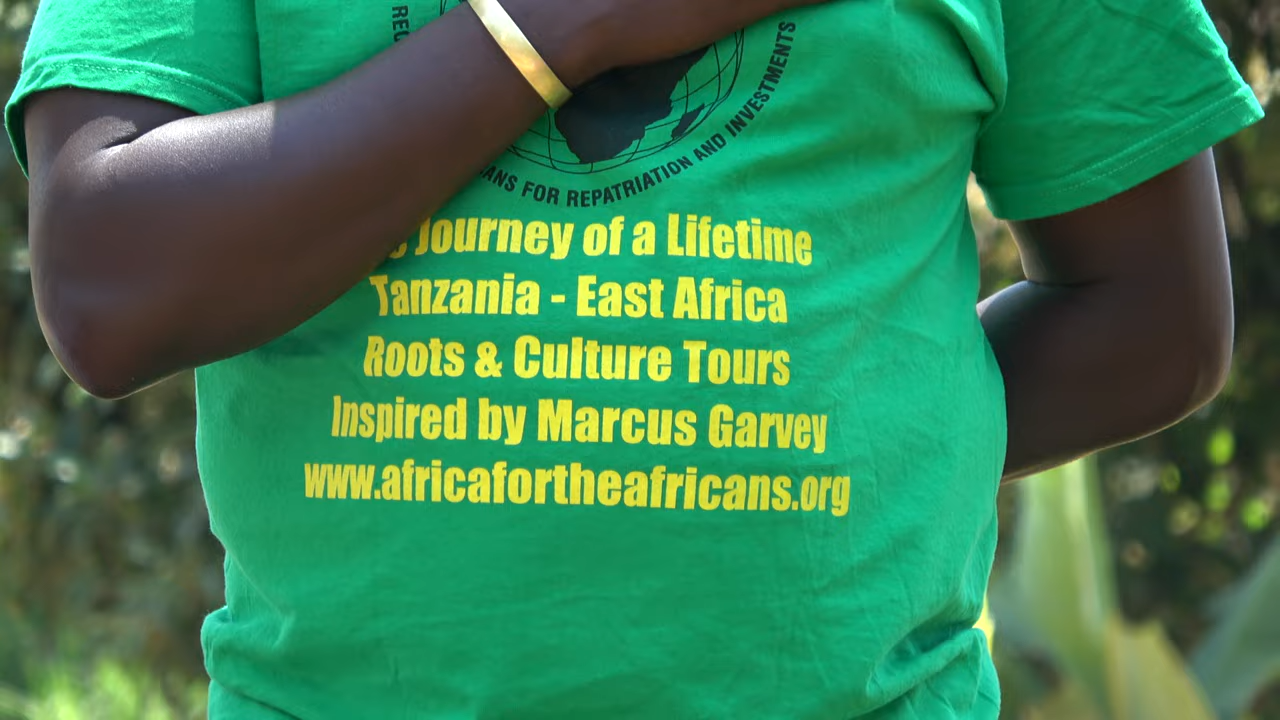 FOR REPATRIATION AND INVESTMENTS
Journey of a Lifetime
Tanzania - East Africa
Roots & Culture Tours
Inspired by Marcus Garvey
www.africafortheafricans.org